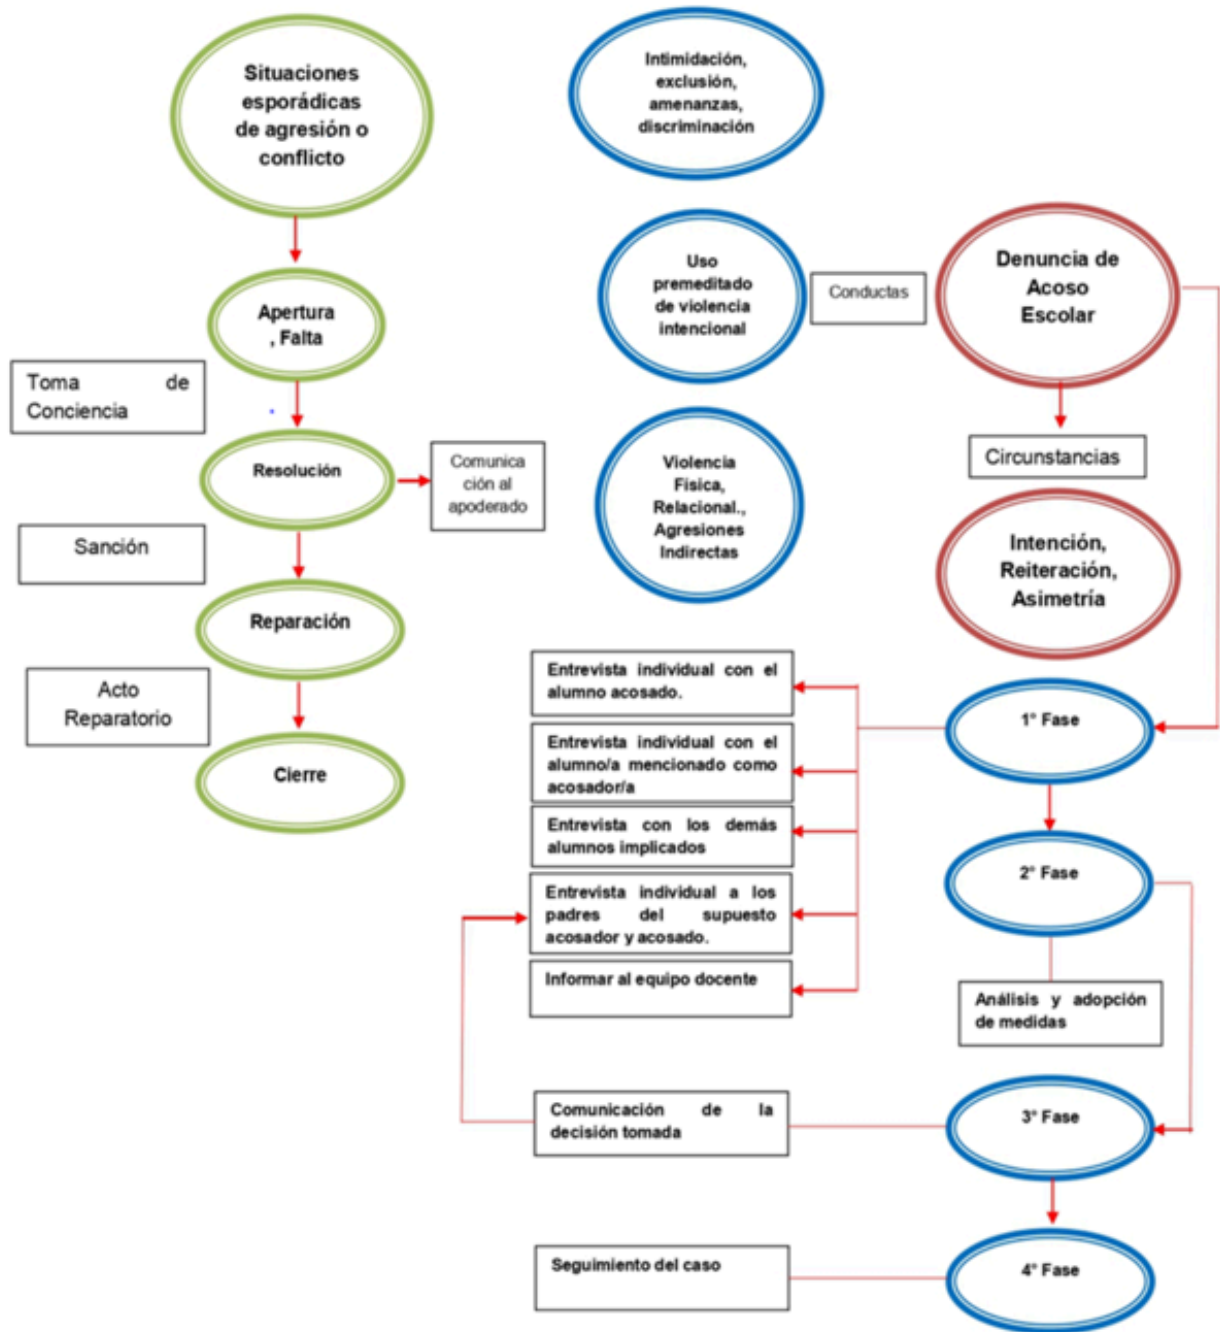 Situaciones
esporádicas
de agresión o
conflicto
Apertura
, Falta
Toma de
Conciencia
Resolución
Comunica
ción al
apoderado
Sanción
Reparación
Acto
Reparatorio
Cierre
Intimidación,
exclusión,
amenanzas,
discriminación
Uso
premeditado
de violencia
intencional
Conductas
Denuncia de
Acoso
Escolar
Violencia
Física,
Relacional.,
Agresiones
Indirectas
Circunstancias
Intención,
Reiteración,
Asimetría
1° Fase
Entrevista individual con el
alumno acosado.
Entrevista individual con el
alumno/a mencionado como
acosador/a
Entrevista con los demás
alumnos implicados
Entrevista individual a los
padres del supuesto
acosador y acosado.
Informar al equipo docente
2° Fase
Análisis y adopción
de medidas
3° Fase
Comunicación de la
decisión tomada
4° Fase
Seguimiento del caso